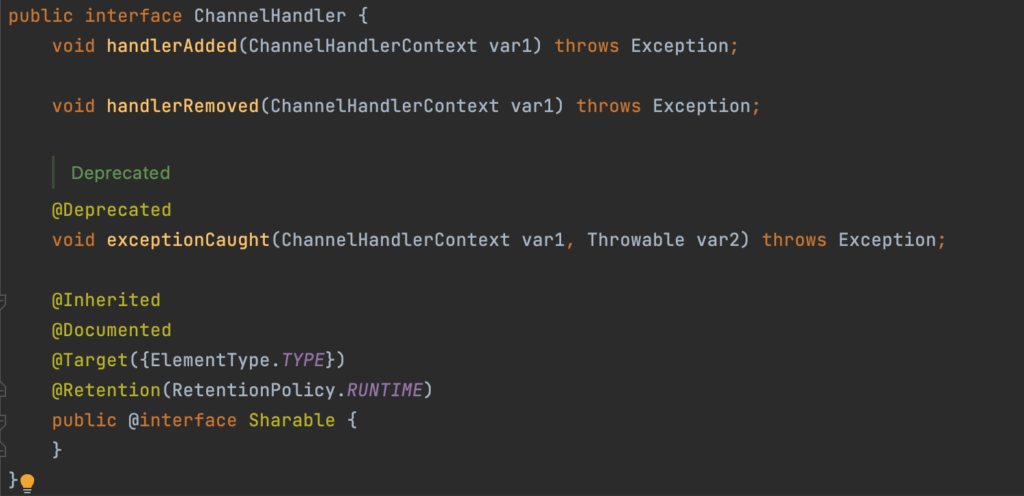 public interface ChannelHandler {
    void handlerAdded(ChannelHandlerContext var1) throws Exception;
    void handlerRemoved(ChannelHandlerContext var1) throws Exception;
    Deprecated
    @Deprecated
    void exceptionCaught(ChannelHandlerContext var1, Throwable var2) throws Exception;
    @Inherited
    @Documented
    @Target({ElementType.TYPE})
    @Retention(RetentionPolicy.RUNTIME)
    public @interface Sharable {
    }
}